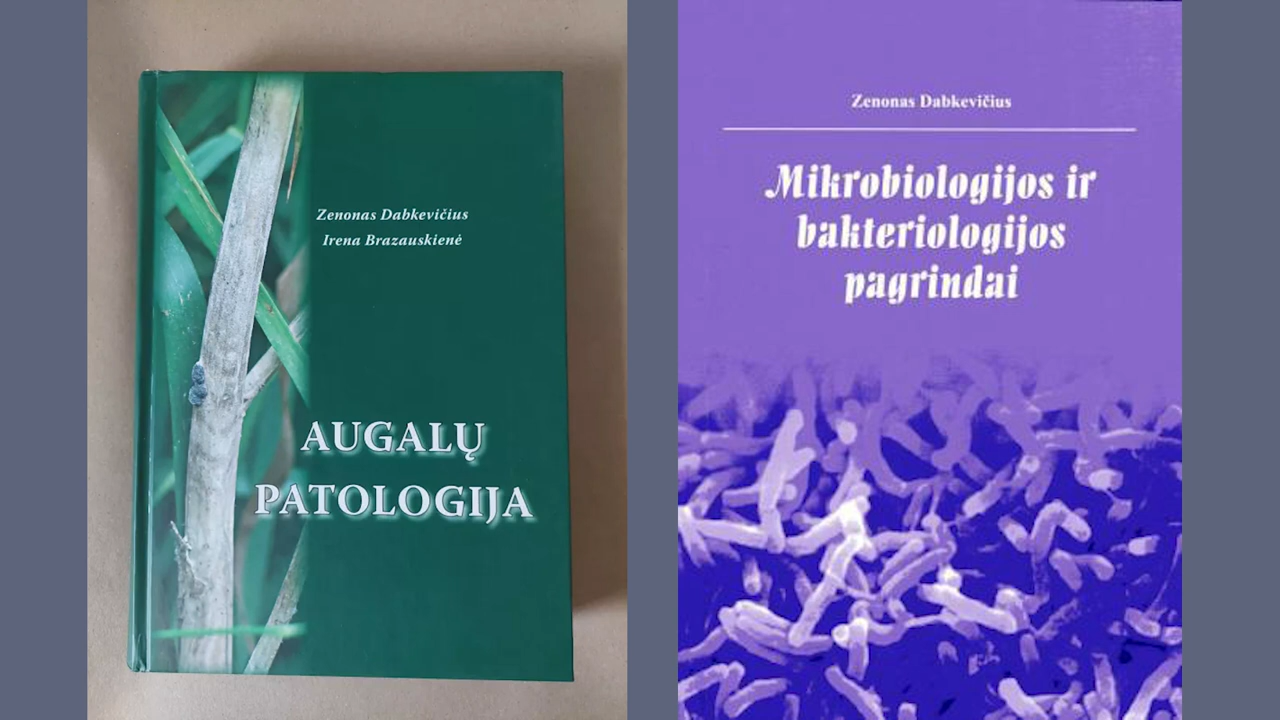 Zenonas Dabkevičius
Irena Brazauskienė
AUGALŲ
PATOLOGIJA
Zenonas Dabkevičius
Mikrobiologijos ir
bakteriologijos
pagrindai